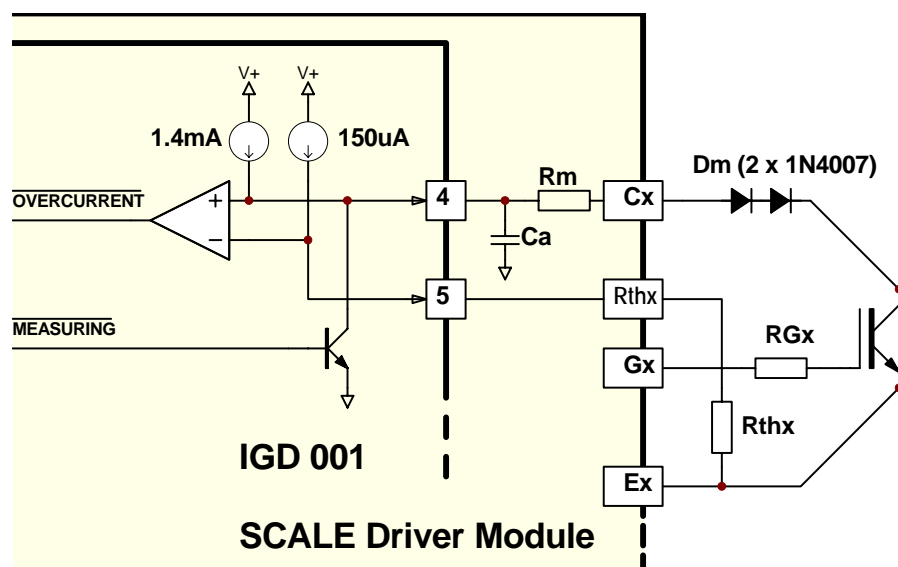 V+ V+
1.4mA 150uA
Dm (2 x 1N4007)
OVERCURRENT
+
4
Rm
Cx
Ca
−
5
Rthx
MEASURING
RGx
Gx
Rthx
IGD 001
Ex
SCALE Driver Module